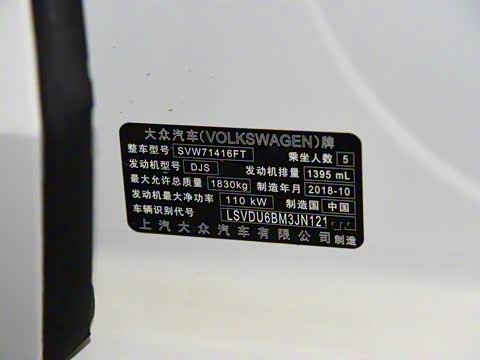 大众汽车(VOLKSWAGEN)牌
整车型号 SVW71416FT 乘坐人数 5
发动机型号 DJS 发动机排量 1395 mL
最大允许总质量 1830kg 制造年月 2018-10
发动机最大净功率 110 kW 制造国 中国
车辆识别代号 LSVDU6BM3JN121
上汽大众汽车有限公司制造